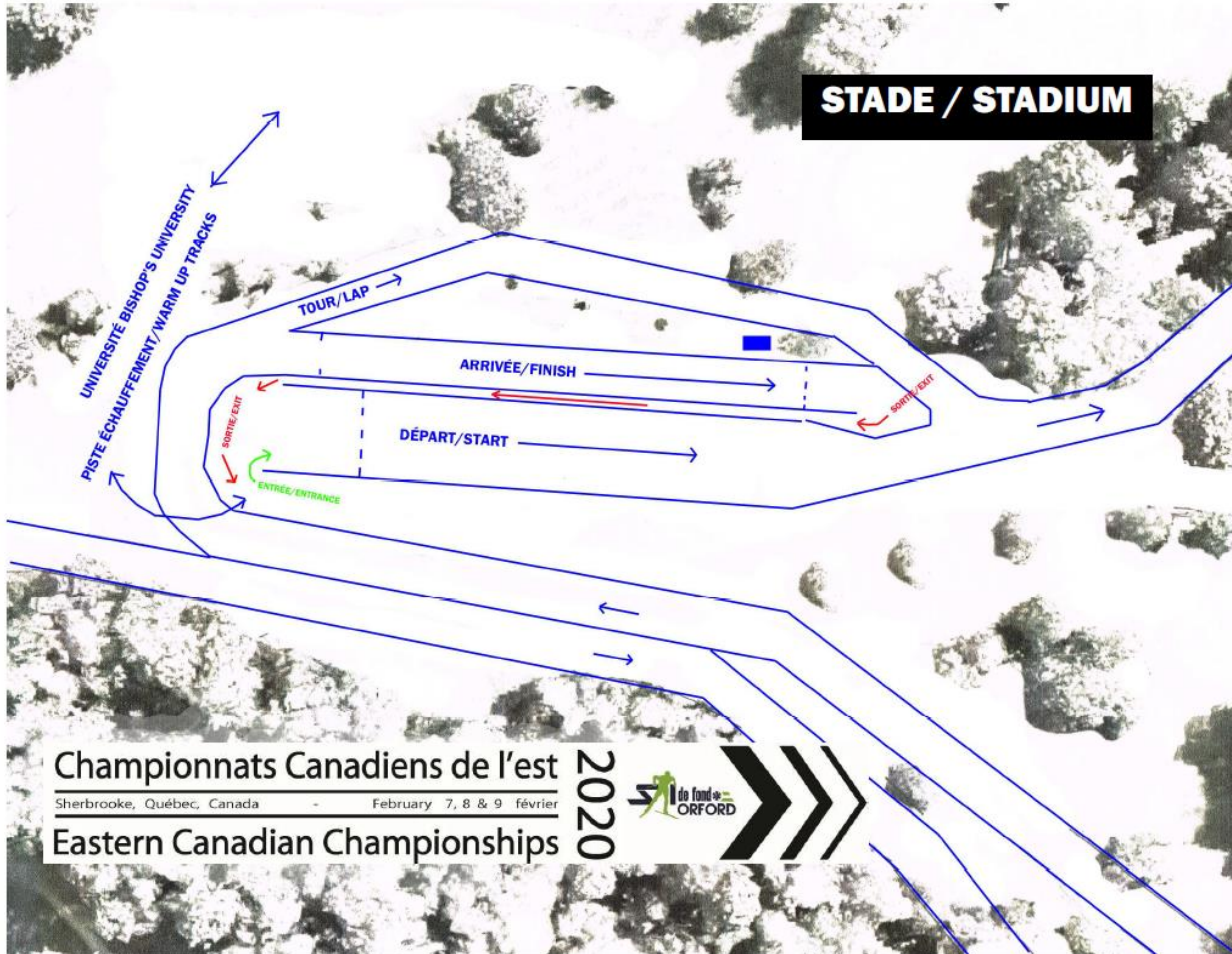 STADE / STADIUM
UNIVERSITÉ BISHOP'S UNIVERSITY
PISTE ÉCHAUFFEMENT/WARM UP TRACKS
TOUR/LAP
ARRIVÉE/FINISH
SORTIE/EXIT
SORTIE/EXIT
DÉPART/START
ENTRÉE/ENTRANCE
Championnats Canadiens de l'est
Sherbrooke, Québec, Canada - February 7, 8 & 9 février
Eastern Canadian Championships
2020
Ski de fond
ORFORD